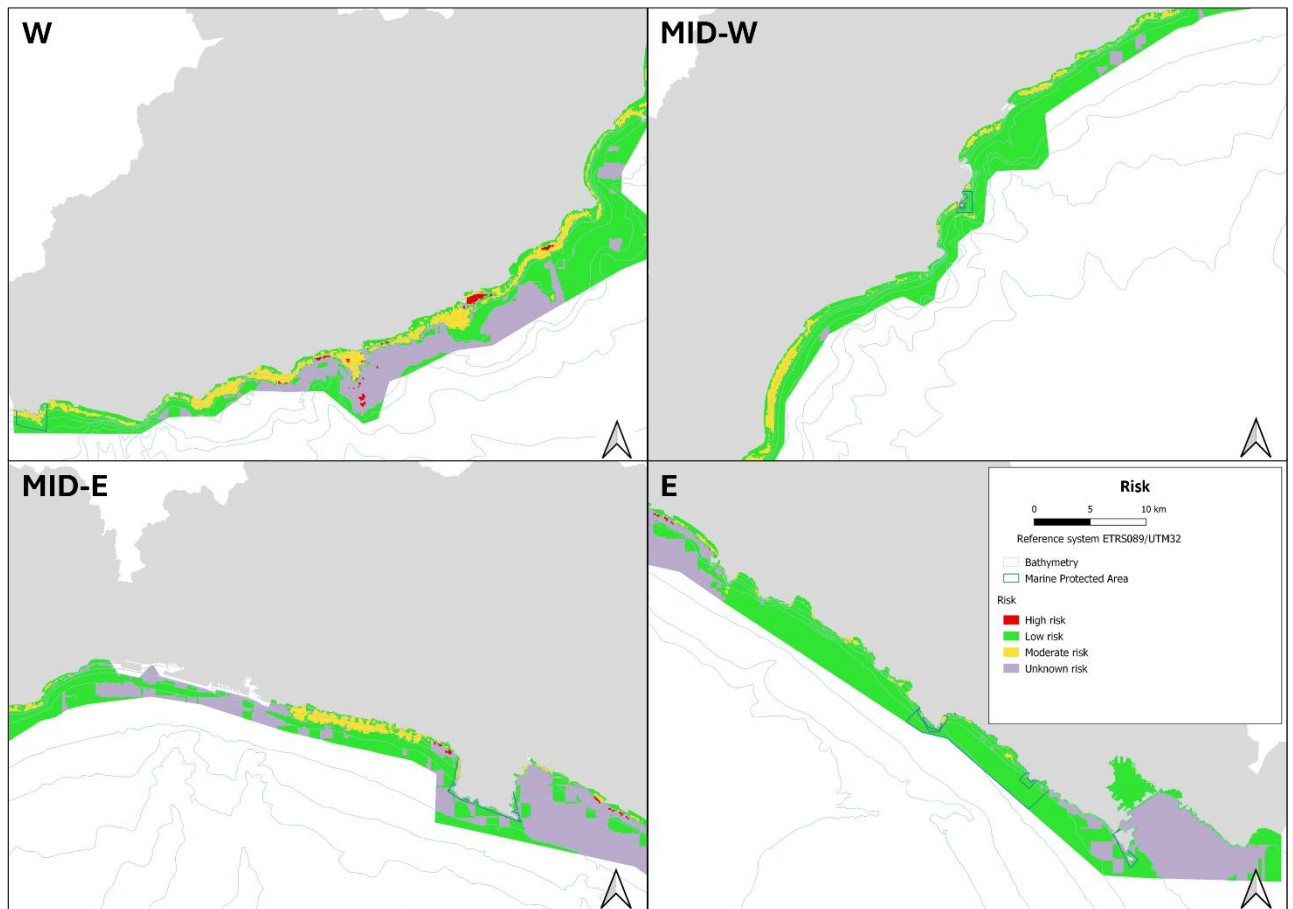 W
MID-W
MID-E
E
Risk
0 5 10 km
Reference system ETRS089/UTM32
Bathymetry
Marine Protected Area
Risk
High risk
Low risk
Moderate risk
Unknown risk